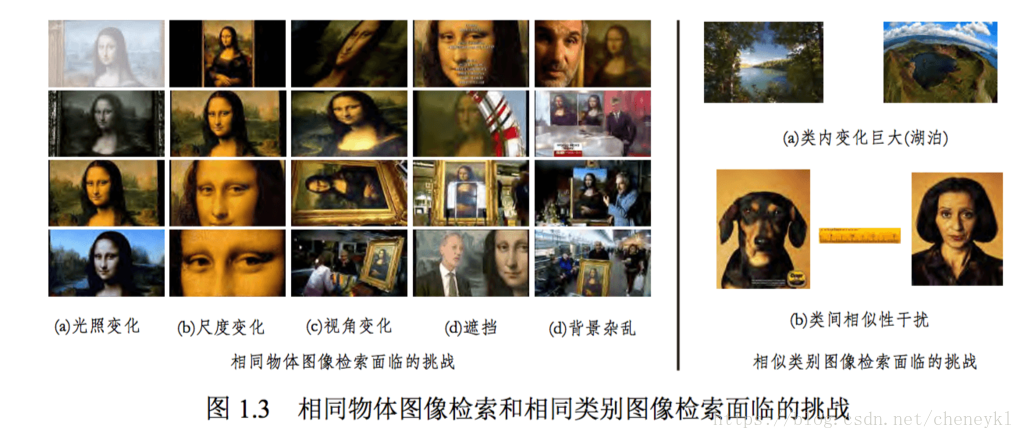 (a)光照变化
(b)尺度变化
(c)视角变化
(d)遮挡
(d)背景杂乱
相同物体图像检索面临的挑战
(a)类内变化巨大(湖泊)
(b)类间相似性干扰
相似类别图像检索面临的挑战
图 1.3 相同物体图像检索和相同类别图像检索面临的挑战
https://blog.csdn.net/cheneykl